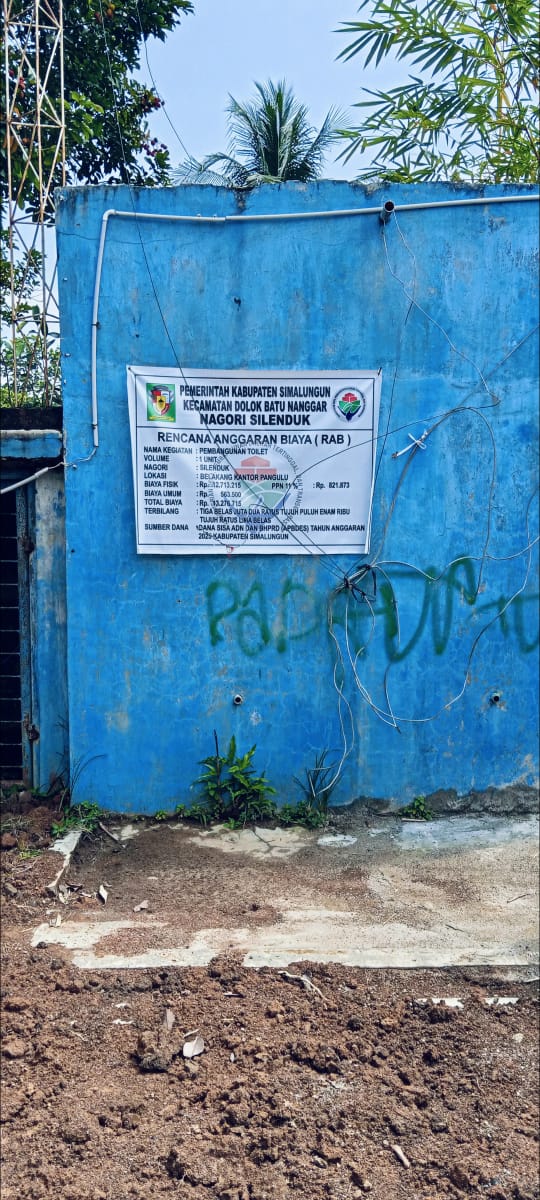 PEMERINTAH KABUPATEN SIMALUNGUN
KECAMATAN DOLOK BATU NANGGAR
NAGORI SILENDUK
RENCANA ANGGARAN BIAYA ( RAB )
NAMA KEGIATAN : PEMBANGUNAN TOILET
VOLUME : 1 UNIT
NAGORI : SILENDUK
LOKASI : BELAKANG KANTOR PANGULU
BIAYA FISIK : Rp. 12.713.215 PPN 11 % : Rp. 821.873
BIAYA UMUM : Rp. 563.500
TOTAL BIAYA : Rp. 13.276.715
TERBILANG : TIGA BELAS JUTA DUA RATUS TUJUH PULUH ENAM RIBU
TUJUH RATUS LIMA BELAS
SUMBER DANA : DANA SISA ADN DAN BHPRD (APBDES) TAHUN ANGGARAN
2025 KABUPATEN SIMALUNGUN